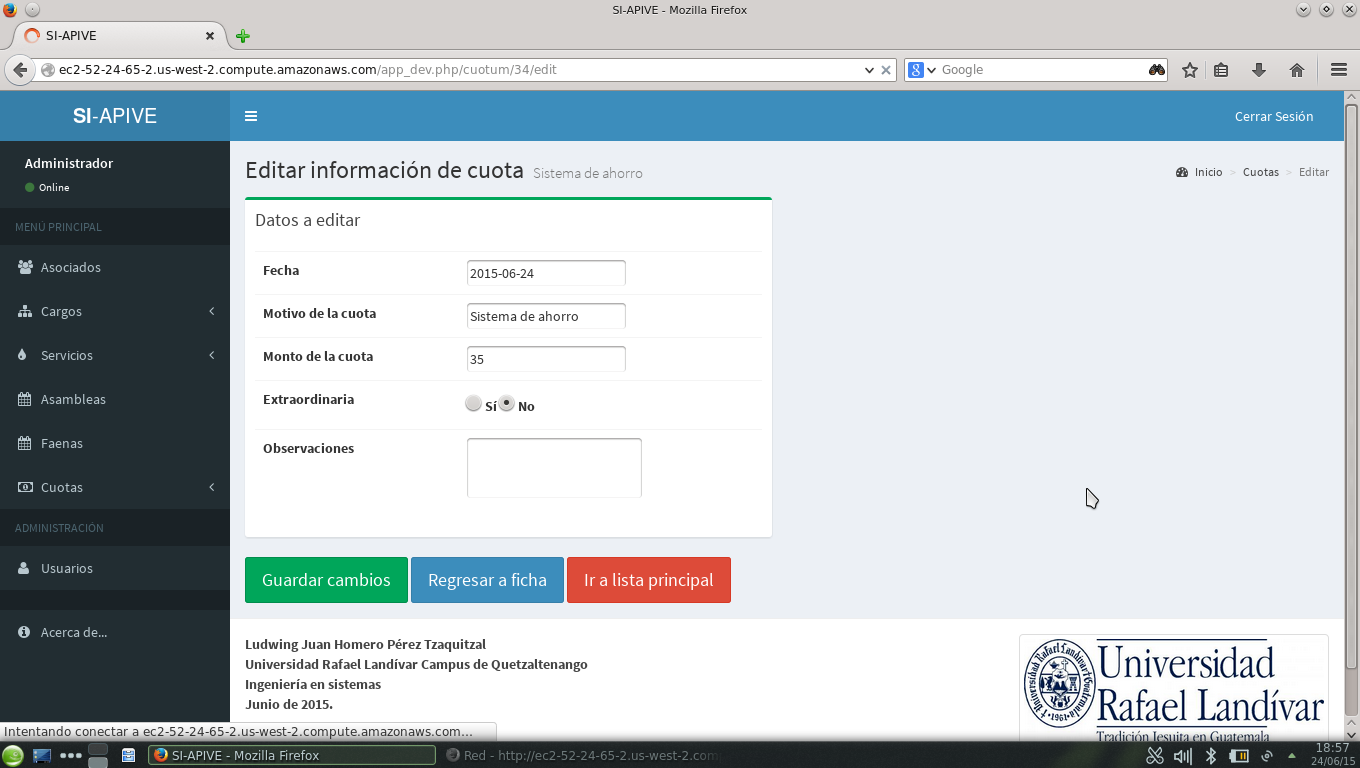 SI-APIVE - Mozilla Firefox
SI-APIVE
ec2-52-24-65-2.us-west-2.compute.amazonaws.com/app_dev.php/cuotum/34/edit
Google
SI-APIVE
Cerrar Sesión
Administrador
Online
MENÚ PRINCIPAL
Asociados
Cargos
Servicios
Asambleas
Faenas
Cuotas
ADMINISTRACIÓN
Usuarios
Acerca de...
Editar información de cuota Sistema de ahorro
Inicio > Cuotas > Editar
Datos a editar
Fecha 2015-06-24
Motivo de la cuota Sistema de ahorro
Monto de la cuota 35
Extraordinaria Sí No
Observaciones
Guardar cambios Regresar a ficha Ir a lista principal
Ludwing Juan Homero Pérez Tzaquitzal
Universidad Rafael Landívar Campus de Quetzaltenango
Ingeniería en sistemas
Junio de 2015.
Universidad
Rafael Landívar
Tradición Jesuita en Guatemala
Universidad Rafael Landívar
1961
Intentando conectar a ec2-52-24-65-2.us-west-2.compute.amazonaws.com...
SI-APIVE - Mozilla Firefox
Red - http://ec2-52-24-65-2.us-west-2.com
18:57
24/06/15